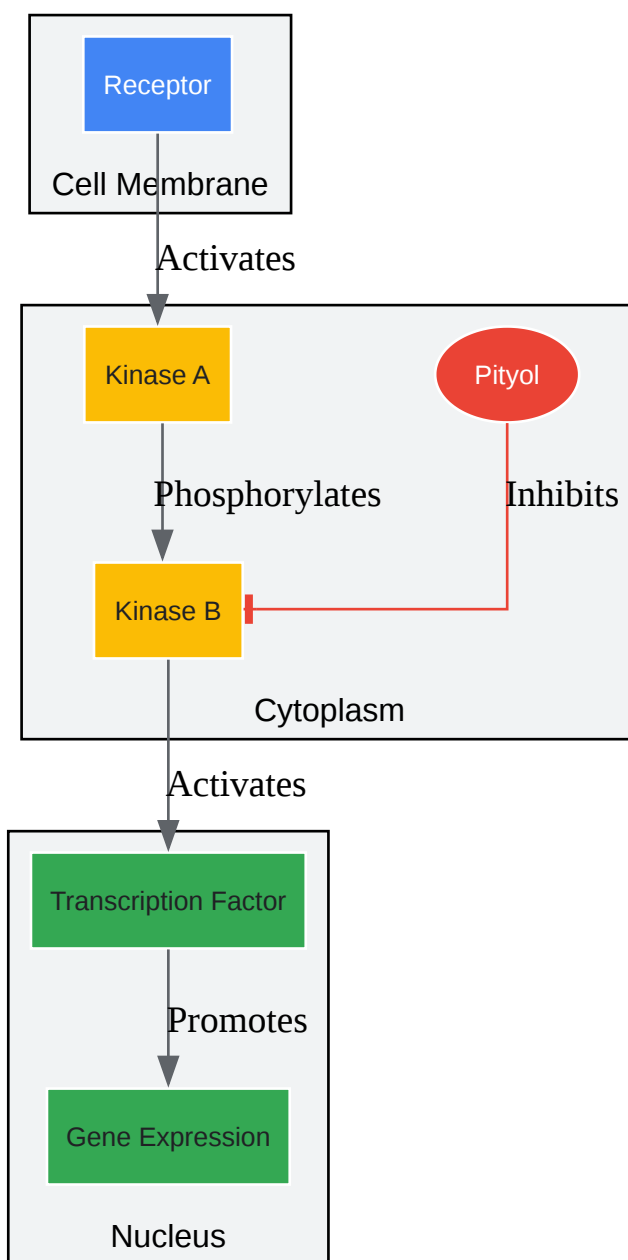 Receptor
Cell Membrane
Activates
Kinase A
Pityol
Phosphorylates
Inhibits
Kinase B
Cytoplasm
Activates
Transcription Factor
Promotes
Gene Expression
Nucleus